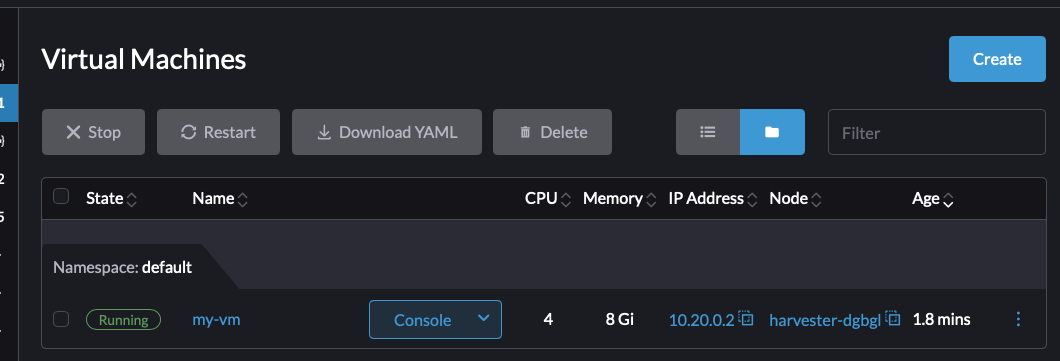 Virtual Machines
Create
Stop Restart Download YAML Delete Filter
State Name CPU Memory IP Address Node Age
Namespace: default
Running my-vm Console 4 8 Gi 10.20.0.2 harvester-dgbgl 1.8 mins